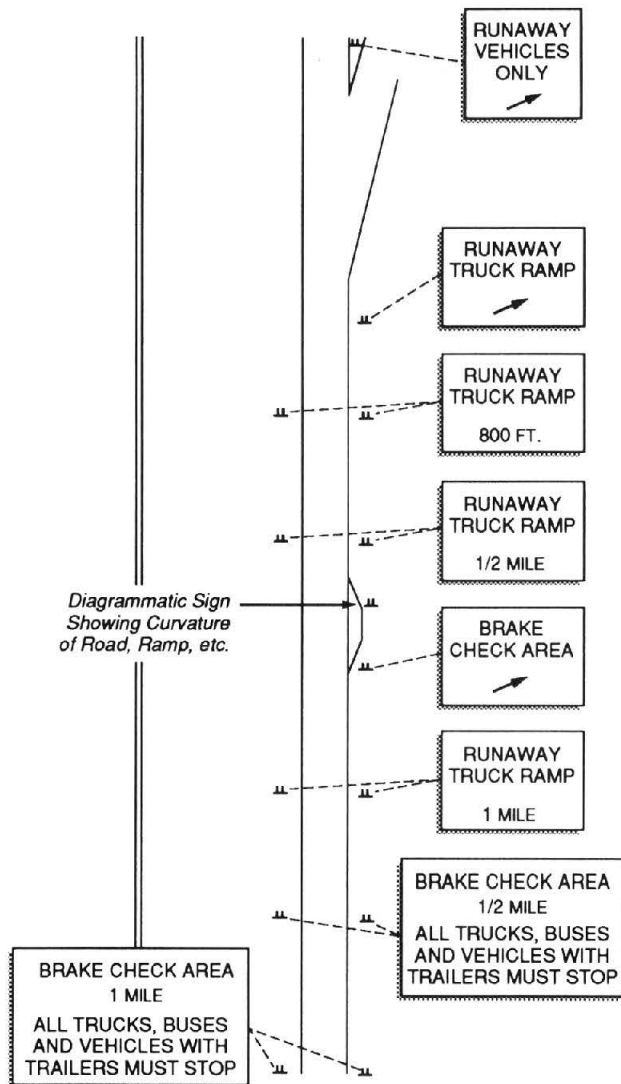 RUNAWAY
VEHICLES
ONLY
RUNAWAY
TRUCK RAMP
RUNAWAY
TRUCK RAMP
800 FT.
RUNAWAY
TRUCK RAMP
1/2 MILE
Diagrammatic Sign
Showing Curvature
of Road, Ramp, etc.
BRAKE
CHECK AREA
RUNAWAY
TRUCK RAMP
1 MILE
BRAKE CHECK AREA
1/2 MILE
ALL TRUCKS, BUSES
AND VEHICLES WITH
TRAILERS MUST STOP
BRAKE CHECK AREA
1 MILE
ALL TRUCKS, BUSES
AND VEHICLES WITH
TRAILERS MUST STOP